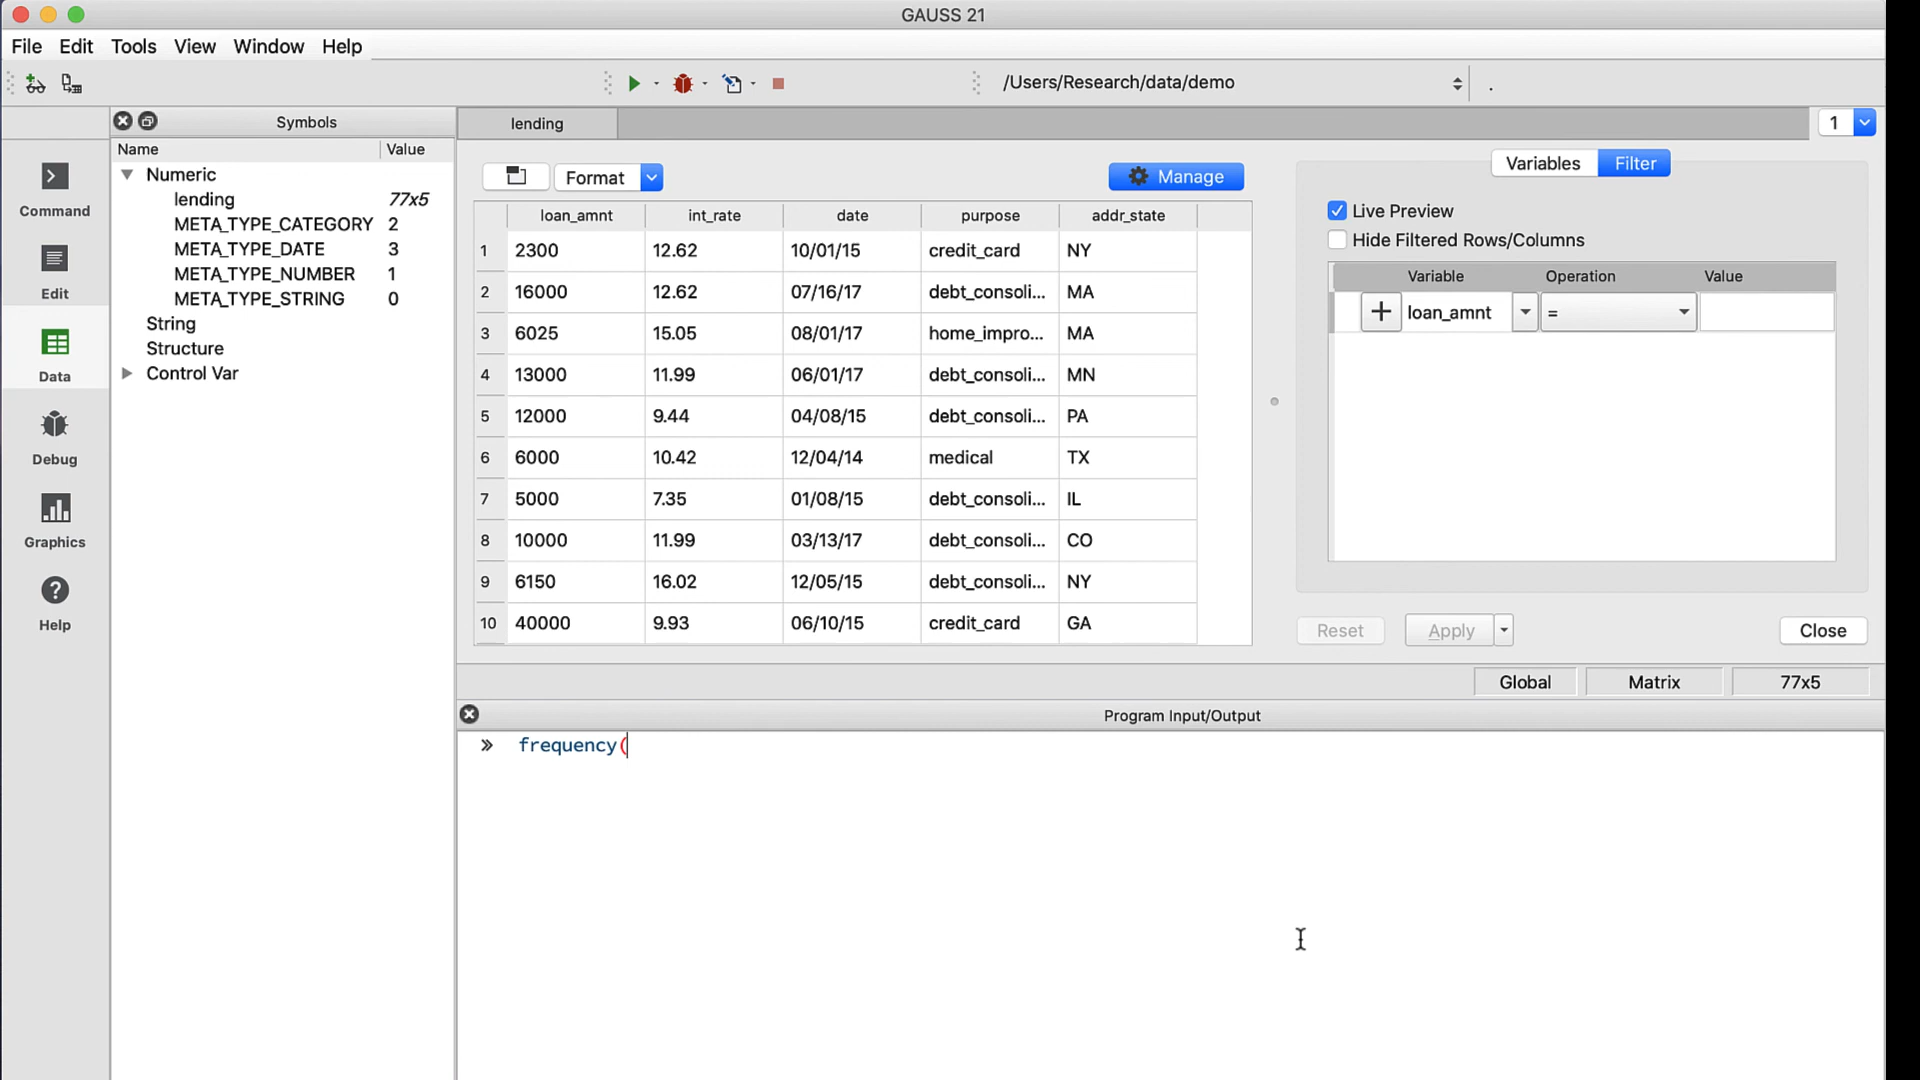 GAUSS 21
File Edit Tools View Window Help
/Users/Research/data/demo .
Command
Edit
Data
Debug
Graphics
Help
Symbols
Name Value
Numeric
lending 77x5
META_TYPE_CATEGORY 2
META_TYPE_DATE 3
META_TYPE_NUMBER 1
META_TYPE_STRING 0
String
Structure
Control Var
lending
1
Format
Manage
loan_amnt int_rate date purpose addr_state
1 2300 12.62 10/01/15 credit_card NY
2 16000 12.62 07/16/17 debt_consoli... MA
3 6025 15.05 08/01/17 home_impro... MA
4 13000 11.99 06/01/17 debt_consoli... MN
5 12000 9.44 04/08/15 debt_consoli... PA
6 6000 10.42 12/04/14 medical TX
7 5000 7.35 01/08/15 debt_consoli... IL
8 10000 11.99 03/13/17 debt_consoli... CO
9 6150 16.02 12/05/15 debt_consoli... NY
10 40000 9.93 06/10/15 credit_card GA
Variables Filter
Live Preview
Hide Filtered Rows/Columns
Variable Operation Value
loan_amnt =
Reset Apply Close
Global Matrix 77x5
Program Input/Output
» frequency(